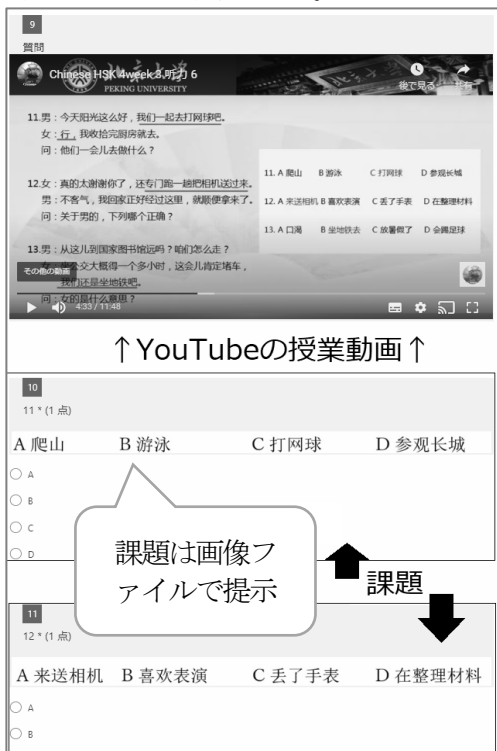 9
質問
Chinese HSK 4week 3.听力 6
北京大学
PEKING UNIVERSITY
後で見る
共有
11.男：今天阳光这么好，我们一起去打网球吧。
女：行，我收拾完厨房就去。
问：他们一会儿去做什么？
12.女：真的太谢谢你了，还专门跑一趟把相机送过来。
男：不客气，我回家正好经过这里，就顺便拿来了。
问：关于男的，下列哪个正确？
13.男：从这儿到国家图书馆远吗？咱们怎么走？
女：坐公交大概得一个多小时，这会儿肯定堵车，
我们还是坐地铁吧。
问：女的是什么意思？
11. A 爬山 B 游泳 C 打网球 D 参观长城
12. A 来送相机 B 喜欢表演 C 丢了手表 D 在整理材料
13. A 口渴 B 坐地铁去 C 放暑假了 D 会踢足球
その他の動画
4:33 / 11:48
↑YouTubeの授業動画↑
10
11 * (1 点)
A 爬山 B 游泳 C 打网球 D 参观长城
A
B
C
D
課題は画像フ
ァイルで提示
課題
11
12 * (1 点)
A 来送相机 B 喜欢表演 C 丢了手表 D 在整理材料
A
B